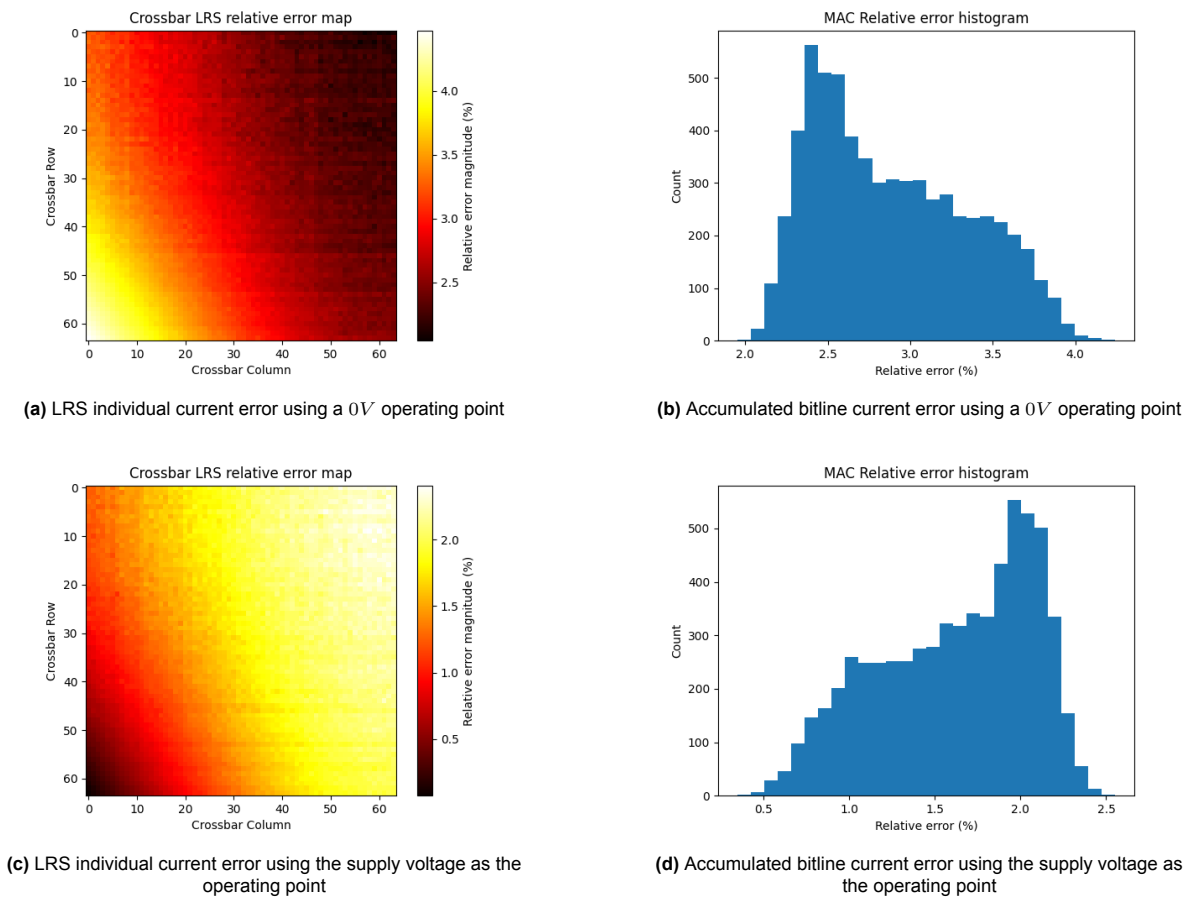 Crossbar LRS relative error map
0
10
20
30
40
50
60
Crossbar Row
0 10 20 30 40 50 60
Crossbar Column
4.0
3.5
3.0
2.5
Relative error magnitude (%)
(a) LRS individual current error using a 0V operating point
MAC Relative error histogram
500
400
300
200
100
0
Count
2.0 2.5 3.0 3.5 4.0
Relative error (%)
(b) Accumulated bitline current error using a 0V operating point
Crossbar LRS relative error map
0
10
20
30
40
50
60
Crossbar Row
0 10 20 30 40 50 60
Crossbar Column
2.0
1.5
1.0
0.5
Relative error magnitude (%)
(c) LRS individual current error using the supply voltage as the
operating point
MAC Relative error histogram
500
400
300
200
100
0
Count
0.5 1.0 1.5 2.0 2.5
Relative error (%)
(d) Accumulated bitline current error using the supply voltage as
the operating point